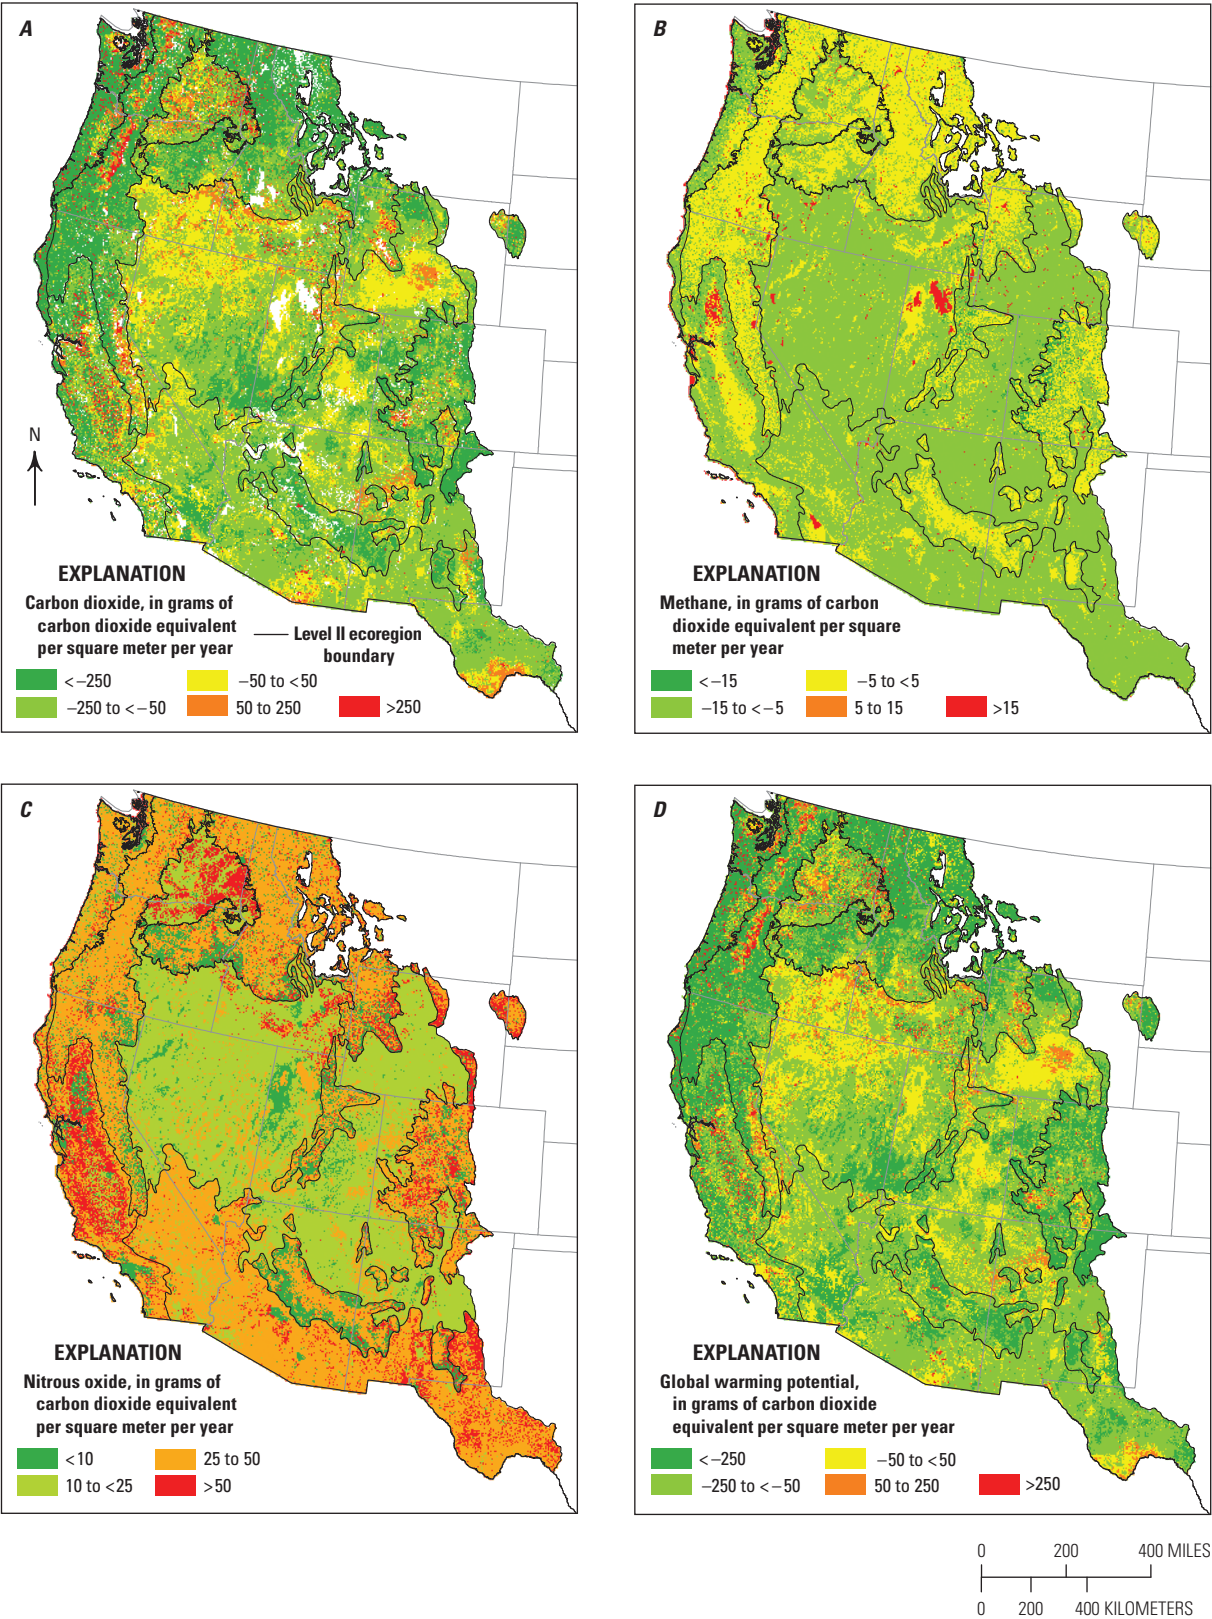 A
N
EXPLANATION
Carbon dioxide, in grams of
carbon dioxide equivalent
per square meter per year
Level II ecoregion
boundary
<–250
–250 to <–50
–50 to <50
50 to 250
>250
B
EXPLANATION
Methane, in grams of carbon
dioxide equivalent per square
meter per year
<–15
–15 to <–5
–5 to <5
5 to 15
>15
C
EXPLANATION
Nitrous oxide, in grams of
carbon dioxide equivalent
per square meter per year
<10
10 to <25
25 to 50
>50
D
EXPLANATION
Global warming potential,
in grams of carbon dioxide
equivalent per square meter per year
<–250
–250 to <–50
–50 to <50
50 to 250
>250
0 200 400 MILES
0 200 400 KILOMETERS